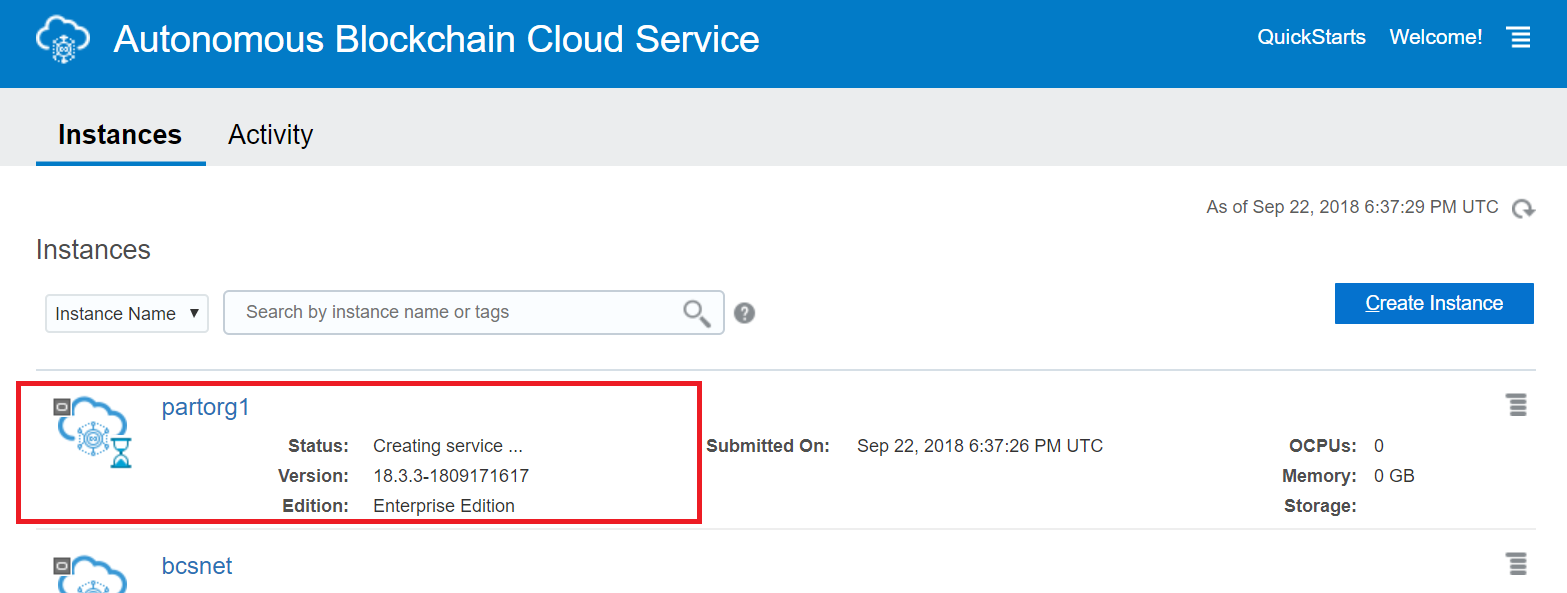 Autonomous Blockchain Cloud Service QuickStarts Welcome!
Instances Activity
As of Sep 22, 2018 6:37:29 PM UTC
Instances
Instance Name ▼ Search by instance name or tags ? Create Instance
partorg1
Status: Creating service ... Submitted On: Sep 22, 2018 6:37:26 PM UTC OCPUs: 0
Version: 18.3.3-1809171617 Memory: 0 GB
Edition: Enterprise Edition Storage:
bcsnet